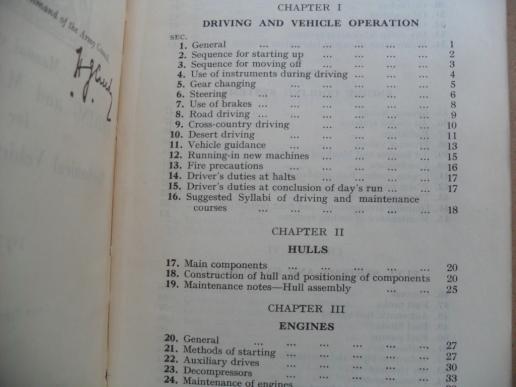 Command of the Army Council
CHAPTER I
DRIVING AND VEHICLE OPERATION
SEC.
1. General ... ... ... ... ... ... 1
2. Sequence for starting up ... ... ... ... 2
3. Sequence for moving off ... ... ... ... 3
4. Use of instruments during driving ... ... ... 4
5. Gear changing ... ... ... ... ... 5
6. Steering ... ... ... ... ... ... 6
7. Use of brakes ... ... ... ... ... 8
8. Road driving ... ... ... ... ... 9
9. Cross-country driving ... ... ... ... 10
10. Desert driving ... ... ... ... ... 11
11. Vehicle guidance ... ... ... ... ... 13
12. Running-in new machines ... ... ... ... 15
13. Fire precautions ... ... ... ... ... 16
14. Driver's duties at halts ... ... ... ... 17
15. Driver's duties at conclusion of day's run ... ... 17
16. Suggested Syllabi of driving and maintenance
courses ... ... ... ... ... ... 18
CHAPTER II
HULLS
17. Main components ... ... ... ... ... 20
18. Construction of hull and positioning of components 20
19. Maintenance notes—Hull assembly ... ... 25
CHAPTER III
ENGINES
20. General ... ... ... ... ... ... 27
21. Methods of starting ... ... ... ... ... 27
22. Auxiliary drives ... ... ... ... ... 30
23. Decompressors ... ... ... ... ... 33
24. Maintenance of engines